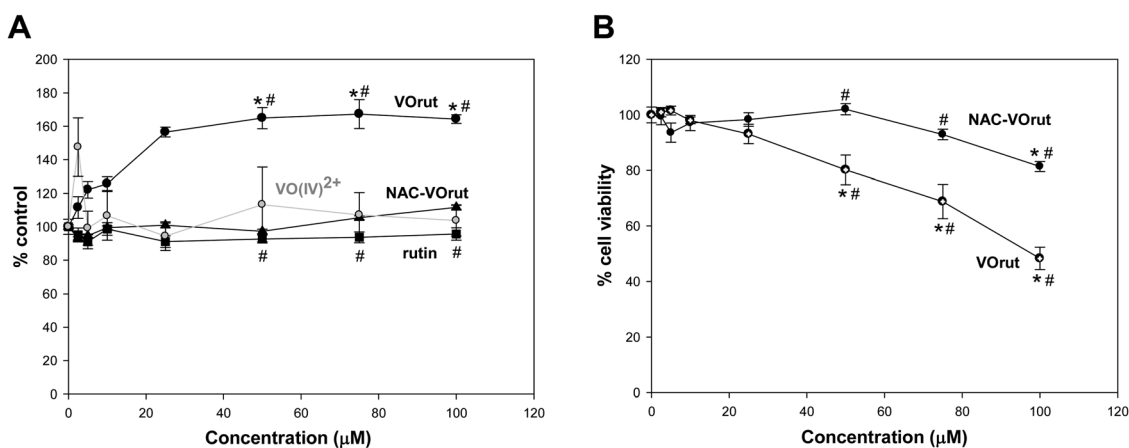 A
% control
200
180
160
140
120
100
80
60
40
20
0
*# *# *#
VOrut
VO(IV)2+
NAC-VOrut
rutin
# # #
0 20 40 60 80 100 120
Concentration (µM)
B
% cell viability
120
100
80
60
40
20
0
# # *#
NAC-VOrut
*# *# *#
VOrut
0 20 40 60 80 100 120
Concentration (µM)